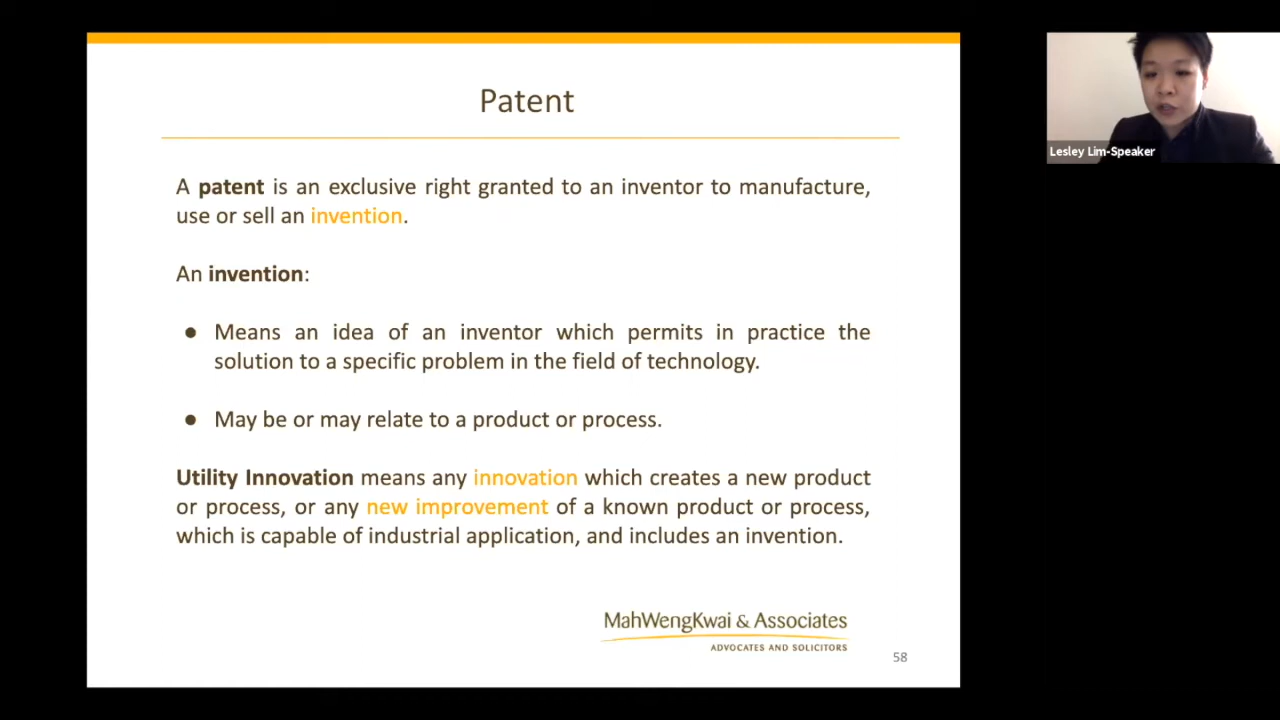 Patent
A patent is an exclusive right granted to an inventor to manufacture,
use or sell an invention.
An invention:
● Means an idea of an inventor which permits in practice the
solution to a specific problem in the field of technology.
● May be or may relate to a product or process.
Utility Innovation means any innovation which creates a new product
or process, or any new improvement of a known product or process,
which is capable of industrial application, and includes an invention.
MahWengKwai & Associates
ADVOCATES AND SOLICITORS
58
Lesley Lim-Speaker